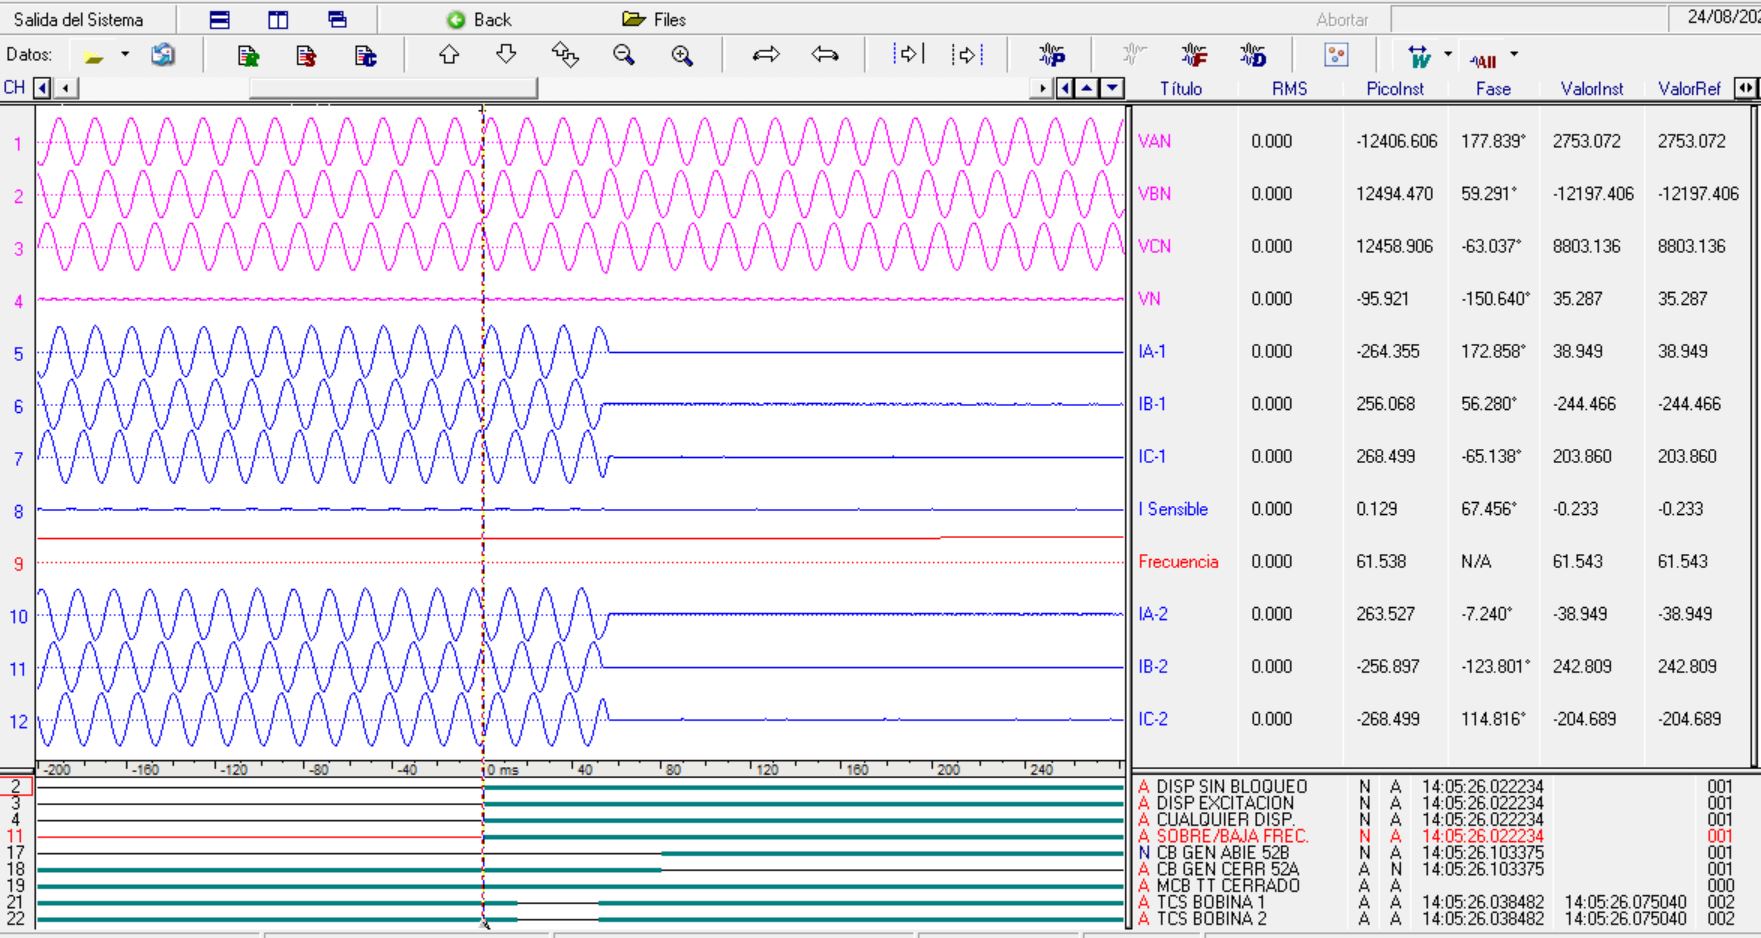 Salida del Sistema Back Files Abortar 24/08/202
Datos:
CH Título RMS PicoInst Fase ValorInst ValorRef
1 VAN 0.000 -12406.606 177.839° 2753.072 2753.072
2 VBN 0.000 12494.470 59.291° -12197.406 -12197.406
3 VCN 0.000 12458.906 -63.037° 8803.136 8803.136
4 VN 0.000 -95.921 -150.640° 35.287 35.287
5 IA-1 0.000 -264.355 172.858° 38.949 38.949
6 IB-1 0.000 256.068 56.280° -244.466 -244.466
7 IC-1 0.000 268.499 -65.138° 203.860 203.860
8 I Sensible 0.000 0.129 67.456° -0.233 -0.233
9 Frecuencia 0.000 61.538 N/A 61.543 61.543
10 IA-2 0.000 263.527 -7.240° -38.949 -38.949
11 IB-2 0.000 -256.897 -123.801° 242.809 242.809
12 IC-2 0.000 -268.499 114.816° -204.689 -204.689
-200 -160 -120 -80 -40 0 ms 40 80 120 160 200 240
2 A DISP SIN BLOQUEO N A 14:05:26.022234 001
3 A DISP EXCITACION N A 14:05:26.022234 001
4 A CUALQUIER DISP. N A 14:05:26.022234 001
11 A SOBRE/BAJA FREC. N A 14:05:26.022234 001
17 N CB GEN ABIE 52B N A 14:05:26.103375 001
18 A CB GEN CERR 52A A N 14:05:26.103375 001
19 A MCB TT CERRADO A A 000
21 A TCS BOBINA 1 A A 14:05:26.038482 14:05:26.075040 002
22 A TCS BOBINA 2 A A 14:05:26.038482 14:05:26.075040 002